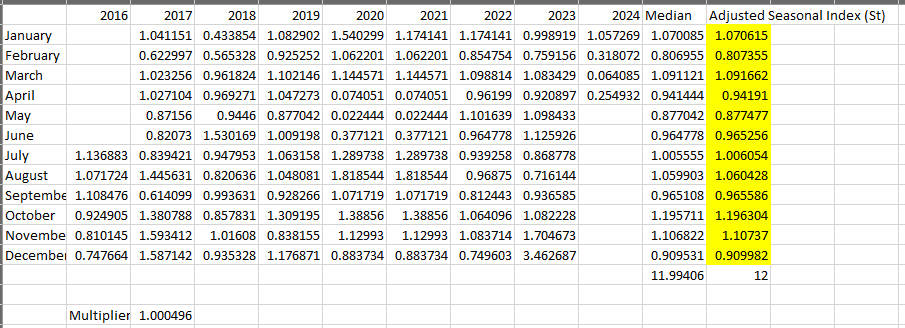 2016 2017 2018 2019 2020 2021 2022 2023 2024 Median Adjusted Seasonal Index (St)
January 1.041151 0.433854 1.082902 1.540299 1.174141 1.174141 0.998919 1.057269 1.070085 1.070615
February 0.622997 0.565328 0.925252 1.062201 1.062201 0.854754 0.759156 0.318072 0.806955 0.807355
March 1.023256 0.961824 1.102146 1.144571 1.144571 1.098814 1.083429 0.064085 1.091121 1.091662
April 1.027104 0.969271 1.047273 0.074051 0.074051 0.96199 0.920897 0.254932 0.941444 0.94191
May 0.87156 0.9446 0.877042 0.022444 0.022444 1.101639 1.098433 0.877042 0.877477
June 0.82073 1.530169 1.009198 0.377121 0.377121 0.964778 1.125926 0.964778 0.965256
July 1.136883 0.839421 0.947953 1.063158 1.289738 1.289738 0.939258 0.868778 1.005555 1.006054
August 1.071724 1.445631 0.820636 1.048081 1.818544 1.818544 0.96875 0.716144 1.059903 1.060428
Septembe 1.108476 0.614099 0.993631 0.928266 1.071719 1.071719 0.812443 0.936585 0.965108 0.965586
October 0.924905 1.380788 0.857831 1.309195 1.38856 1.38856 1.064096 1.082228 1.195711 1.196304
Novembe 0.810145 1.593412 1.01608 0.838155 1.12993 1.12993 1.083714 1.704673 1.106822 1.10737
December 0.747664 1.587142 0.935328 1.176871 0.883734 0.883734 0.749603 3.462687 0.909531 0.909982
11.99406 12
Multiplier 1.000496